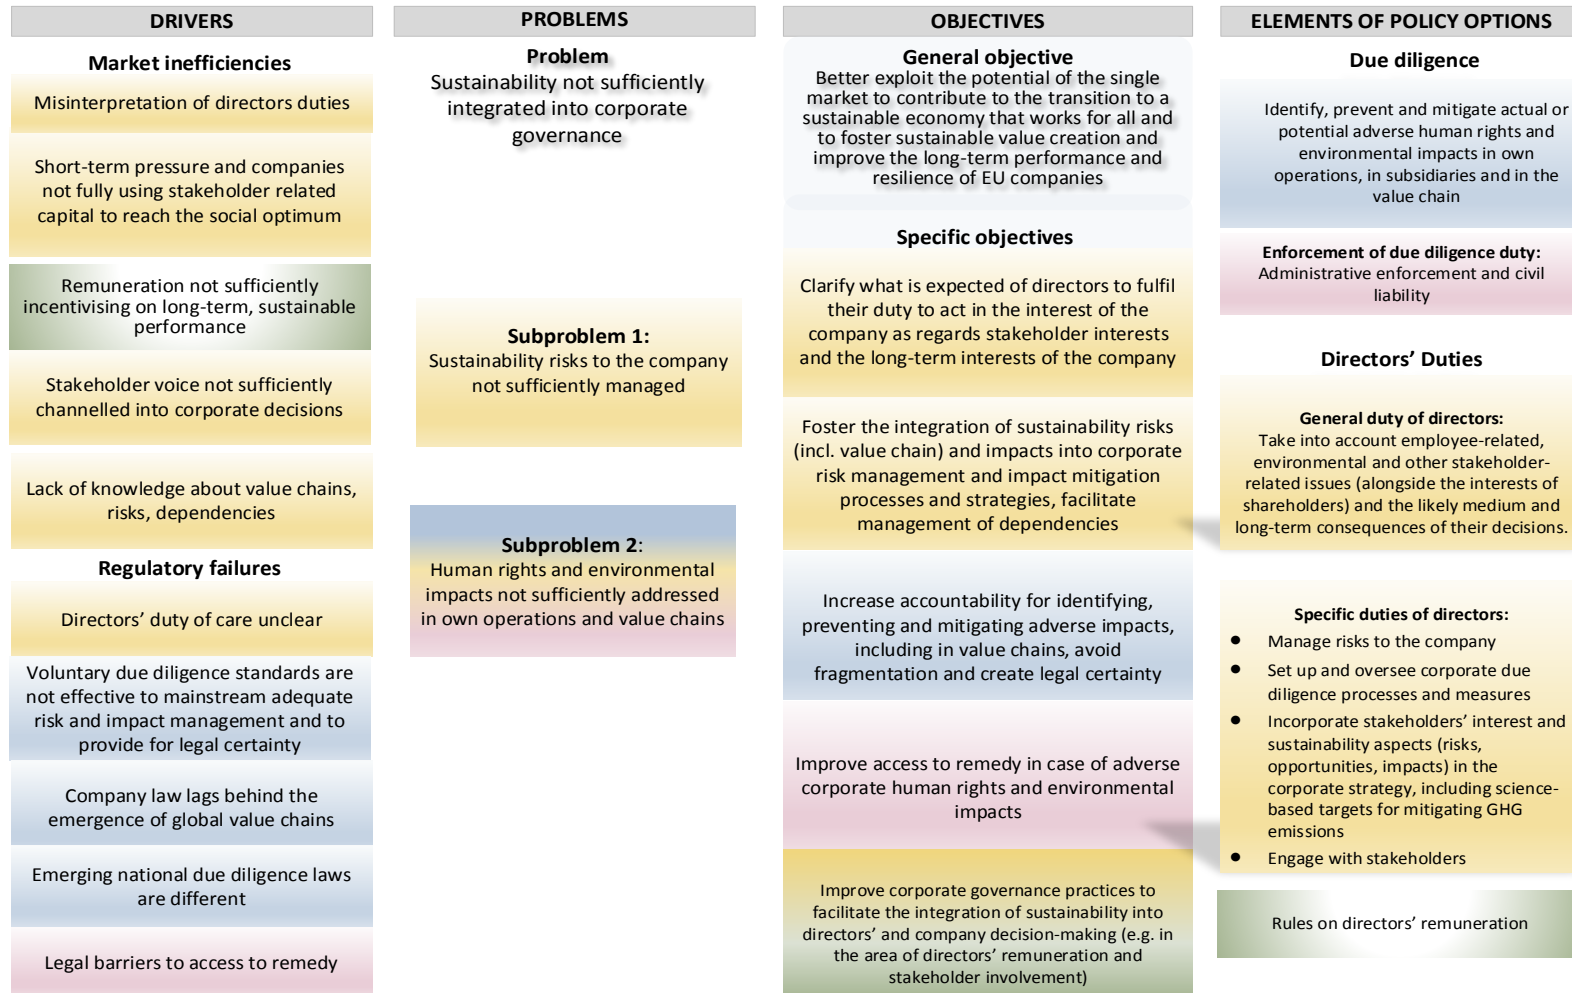 DRIVERS
Market inefficiencies
Misinterpretation of directors duties
Short-term pressure and companies
not fully using stakeholder related
capital to reach the social optimum
Remuneration not sufficiently
incentivising on long-term, sustainable
performance
Stakeholder voice not sufficiently
channelled into corporate decisions
Lack of knowledge about value chains,
risks, dependencies
Regulatory failures
Directors’ duty of care unclear
Voluntary due diligence standards are
not effective to mainstream adequate
risk and impact management and to
provide for legal certainty
Company law lags behind the
emergence of global value chains
Emerging national due diligence laws
are different
Legal barriers to access to remedy
PROBLEMS
Problem
Sustainability not sufficiently
integrated into corporate
governance
Subproblem 1:
Sustainability risks to the company
not sufficiently managed
Subproblem 2:
Human rights and environmental
impacts not sufficiently addressed
in own operations and value chains
OBJECTIVES
General objective
Better exploit the potential of the single
market to contribute to the transition to a
sustainable economy that works for all and
to foster sustainable value creation and
improve the long-term performance and
resilience of EU companies
Specific objectives
Clarify what is expected of directors to fulfil
their duty to act in the interest of the
company as regards stakeholder interests
and the long-term interests of the company
Foster the integration of sustainability risks
(incl. value chain) and impacts into corporate
risk management and impact mitigation
processes and strategies, facilitate
management of dependencies
Increase accountability for identifying,
preventing and mitigating adverse impacts,
including in value chains, avoid
fragmentation and create legal certainty
Improve access to remedy in case of adverse
corporate human rights and environmental
impacts
Improve corporate governance practices to
facilitate the integration of sustainability into
directors’ and company decision-making (e.g. in
the area of directors’ remuneration and
stakeholder involvement)
ELEMENTS OF POLICY OPTIONS
Due diligence
Identify, prevent and mitigate actual or
potential adverse human rights and
environmental impacts in own
operations, in subsidiaries and in the
value chain
Enforcement of due diligence duty:
Administrative enforcement and civil
liability
Directors’ Duties
General duty of directors:
Take into account employee-related,
environmental and other stakeholder-
related issues (alongside the interests of
shareholders) and the likely medium and
long-term consequences of their decisions.
Specific duties of directors:
● Manage risks to the company
● Set up and oversee corporate due
diligence processes and measures
● Incorporate stakeholders’ interest and
sustainability aspects (risks,
opportunities, impacts) in the
corporate strategy, including science-
based targets for mitigating GHG
emissions
● Engage with stakeholders
Rules on directors’ remuneration